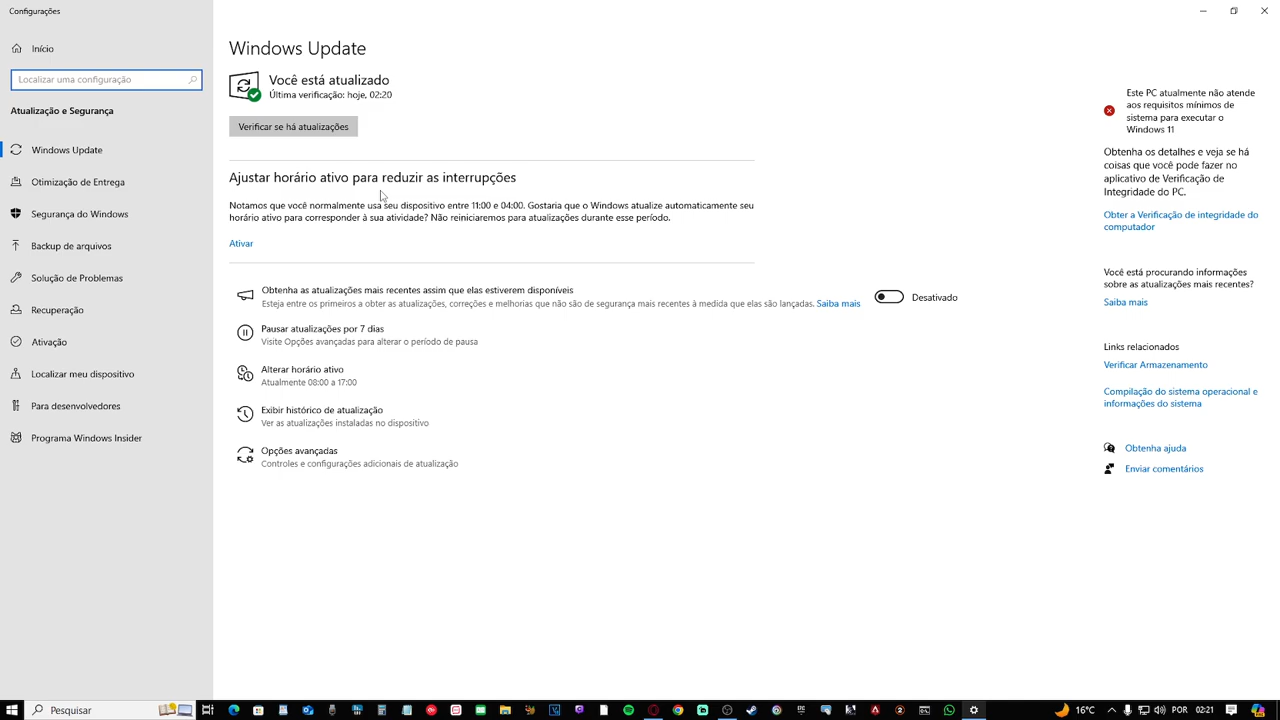 Configurações
Início
Localizar uma configuração
Atualização e Segurança
Windows Update
Otimização de Entrega
Segurança do Windows
Backup de arquivos
Solução de Problemas
Recuperação
Ativação
Localizar meu dispositivo
Para desenvolvedores
Programa Windows Insider
Windows Update
Você está atualizado
Última verificação: hoje, 02:20
Verificar se há atualizações
Ajustar horário ativo para reduzir as interrupções
Notamos que você normalmente usa seu dispositivo entre 11:00 e 04:00. Gostaria que o Windows atualize automaticamente seu
horário ativo para corresponder à sua atividade? Não reiniciaremos para atualizações durante esse período.
Ativar
Obtenha as atualizações mais recentes assim que elas estiverem disponíveis
Esteja entre os primeiros a obter as atualizações, correções e melhorias que não são de segurança mais recentes à medida que elas são lançadas. Saiba mais
Desativado
Pausar atualizações por 7 dias
Visite Opções avançadas para alterar o período de pausa
Alterar horário ativo
Atualmente 08:00 a 17:00
Exibir histórico de atualização
Ver as atualizações instaladas no dispositivo
Opções avançadas
Controles e configurações adicionais de atualização
Este PC atualmente não atende
aos requisitos mínimos de
sistema para executar o
Windows 11
Obtenha os detalhes e veja se há
coisas que você pode fazer no
aplicativo de Verificação de
Integridade do PC.
Obter a Verificação de integridade do
computador
Você está procurando informações
sobre as atualizações mais recentes?
Saiba mais
Links relacionados
Verificar Armazenamento
Compilação do sistema operacional e
informações do sistema
Obtenha ajuda
Enviar comentários
Pesquisar
16°C
POR
02:21